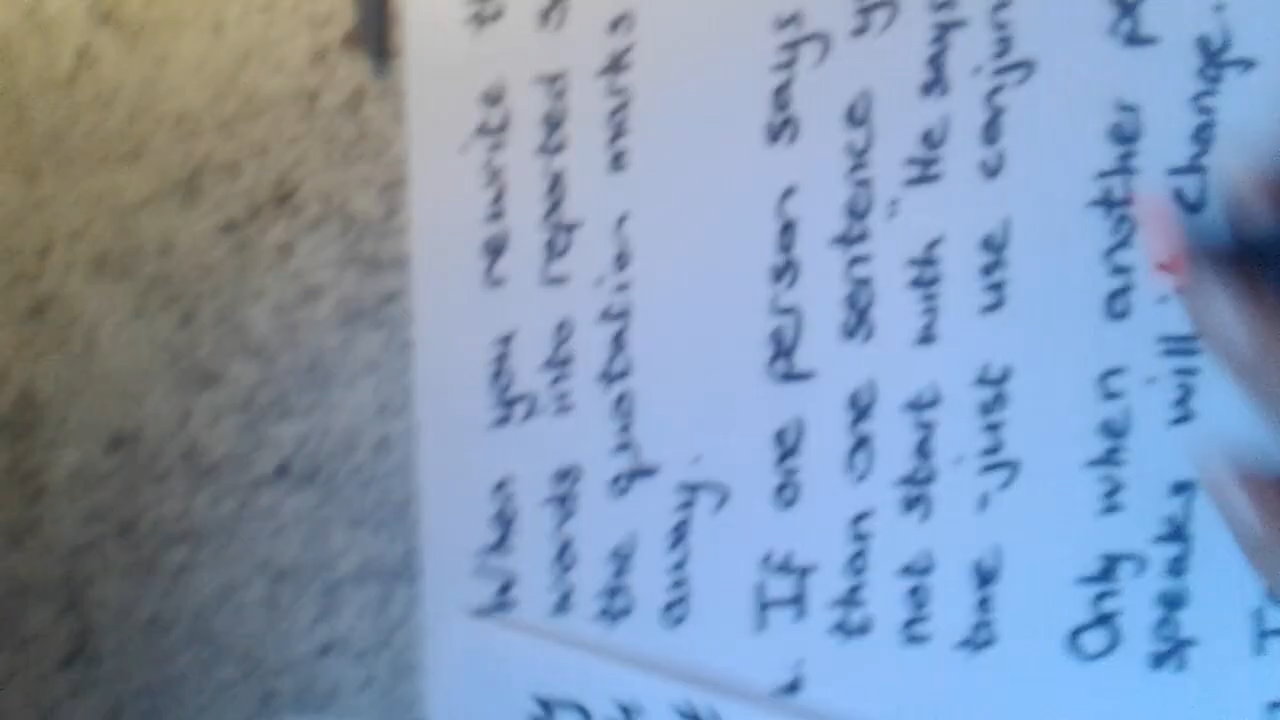 When you rewrite
words into reported
the quotation marks
away.
If one person says
than one sentence
not start with "He says
time - just use conjun
Only when another
speaks will change.